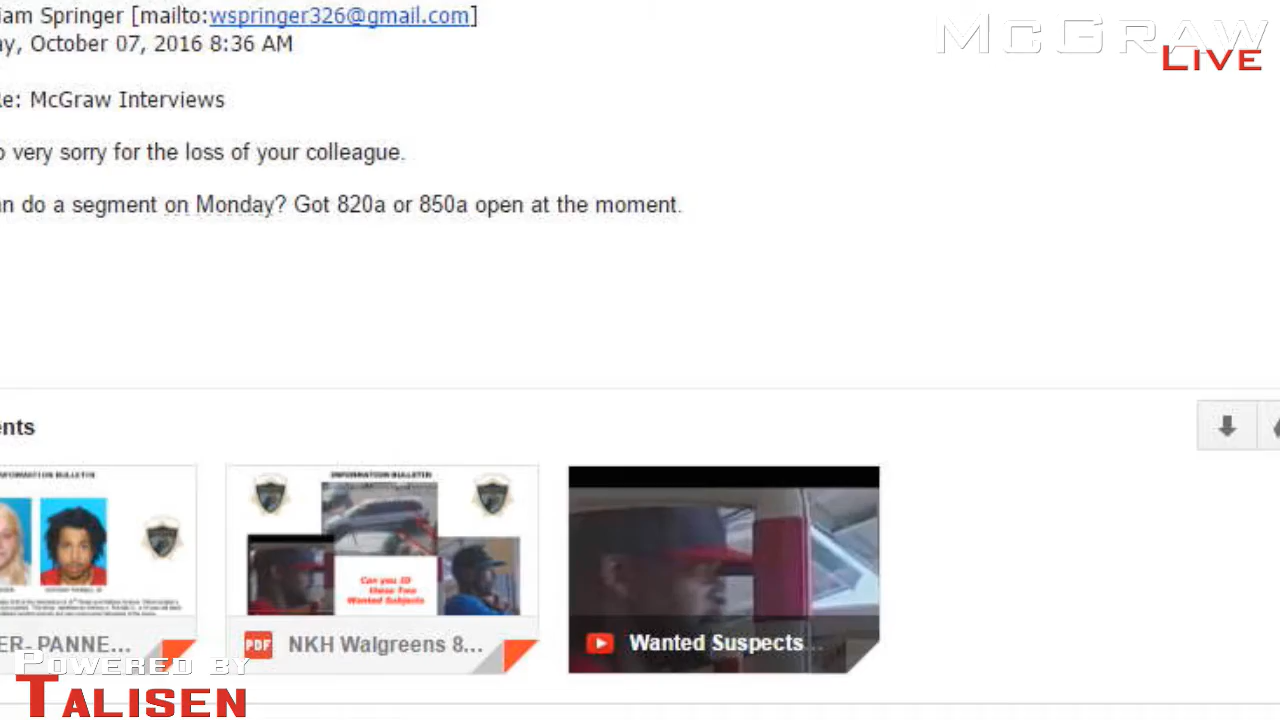 iam Springer [mailto:wspringer326@gmail.com]
McGraw
Live
ay, October 07, 2016 8:36 AM
Re: McGraw Interviews
o very sorry for the loss of your colleague.
an do a segment on Monday? Got 820a or 850a open at the moment.
ents
INFORMATION BULLETIN
INFORMATION BULLETIN
Can you ID
these Two
Wanted Subjects
ER- PANNE...
PDF NKH Walgreens 8...
Wanted Suspects...
Powered by
Talisen